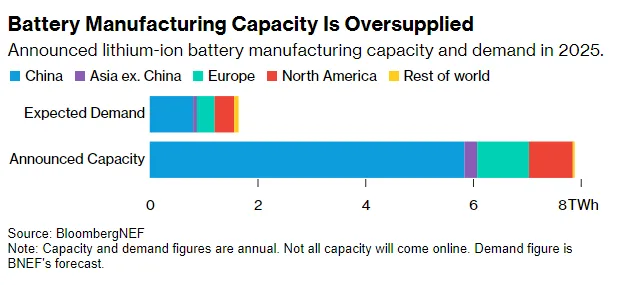 Battery Manufacturing Capacity Is Oversupplied
Announced lithium-ion battery manufacturing capacity and demand in 2025.
China Asia ex. China Europe North America Rest of world
Expected Demand
Announced Capacity
0 2 4 6 8TWh
Source: BloombergNEF
Note: Capacity and demand figures are annual. Not all capacity will come online. Demand figure is
BNEF's forecast.